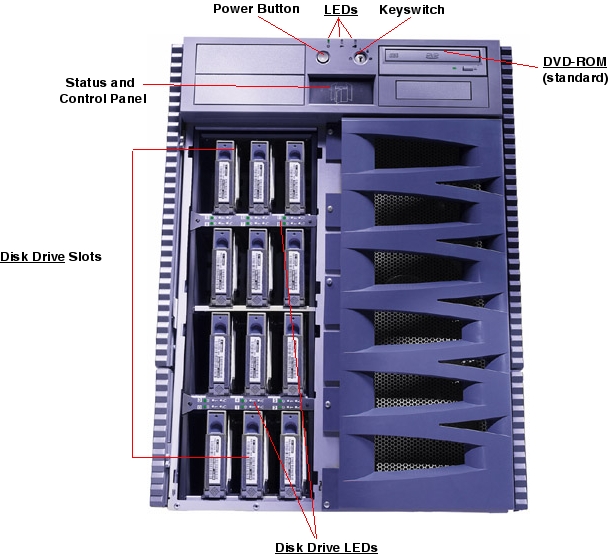 Power Button
LEDs
Keyswitch
Status and
Control Panel
DVD-ROM
(standard)
Disk Drive Slots
Disk Drive LEDs